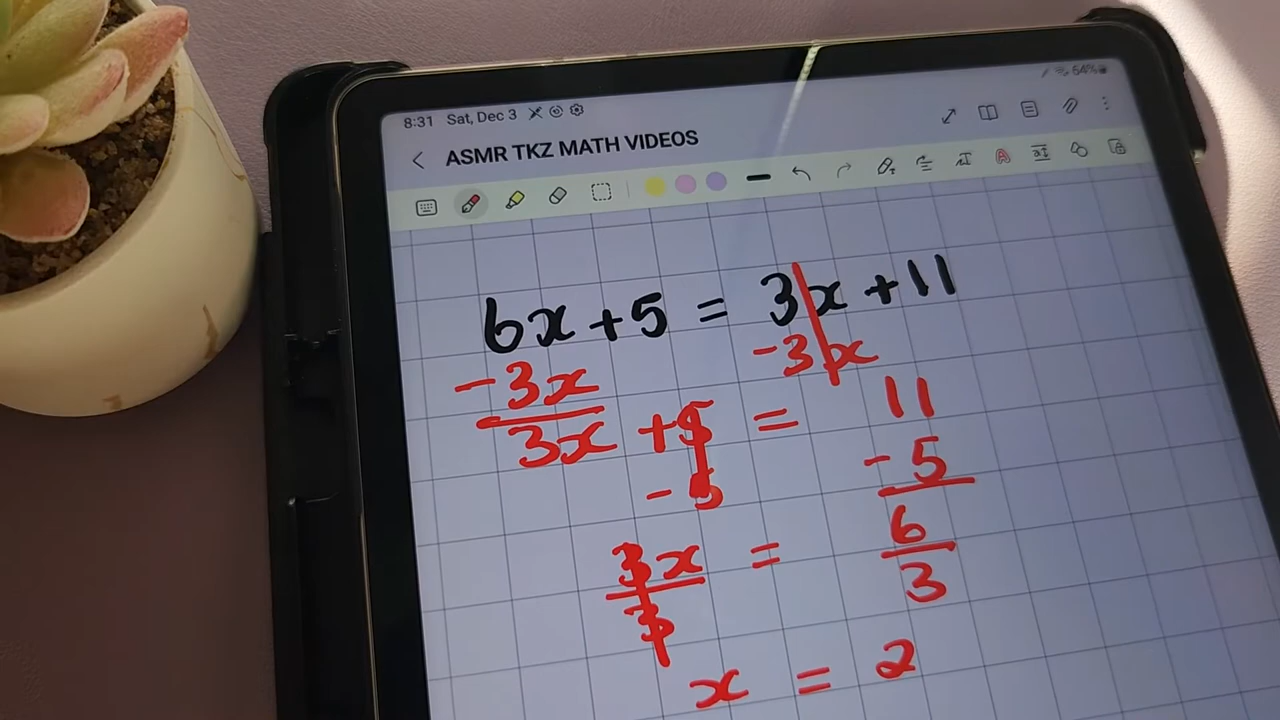 8:31 Sat, Dec 3 64%
ASMR TKZ MATH VIDEOS
6x + 5 = 3x + 11
-3x -3x
3x + 5 = 11
- 5 - 5
3x = 6
3 3
x = 2